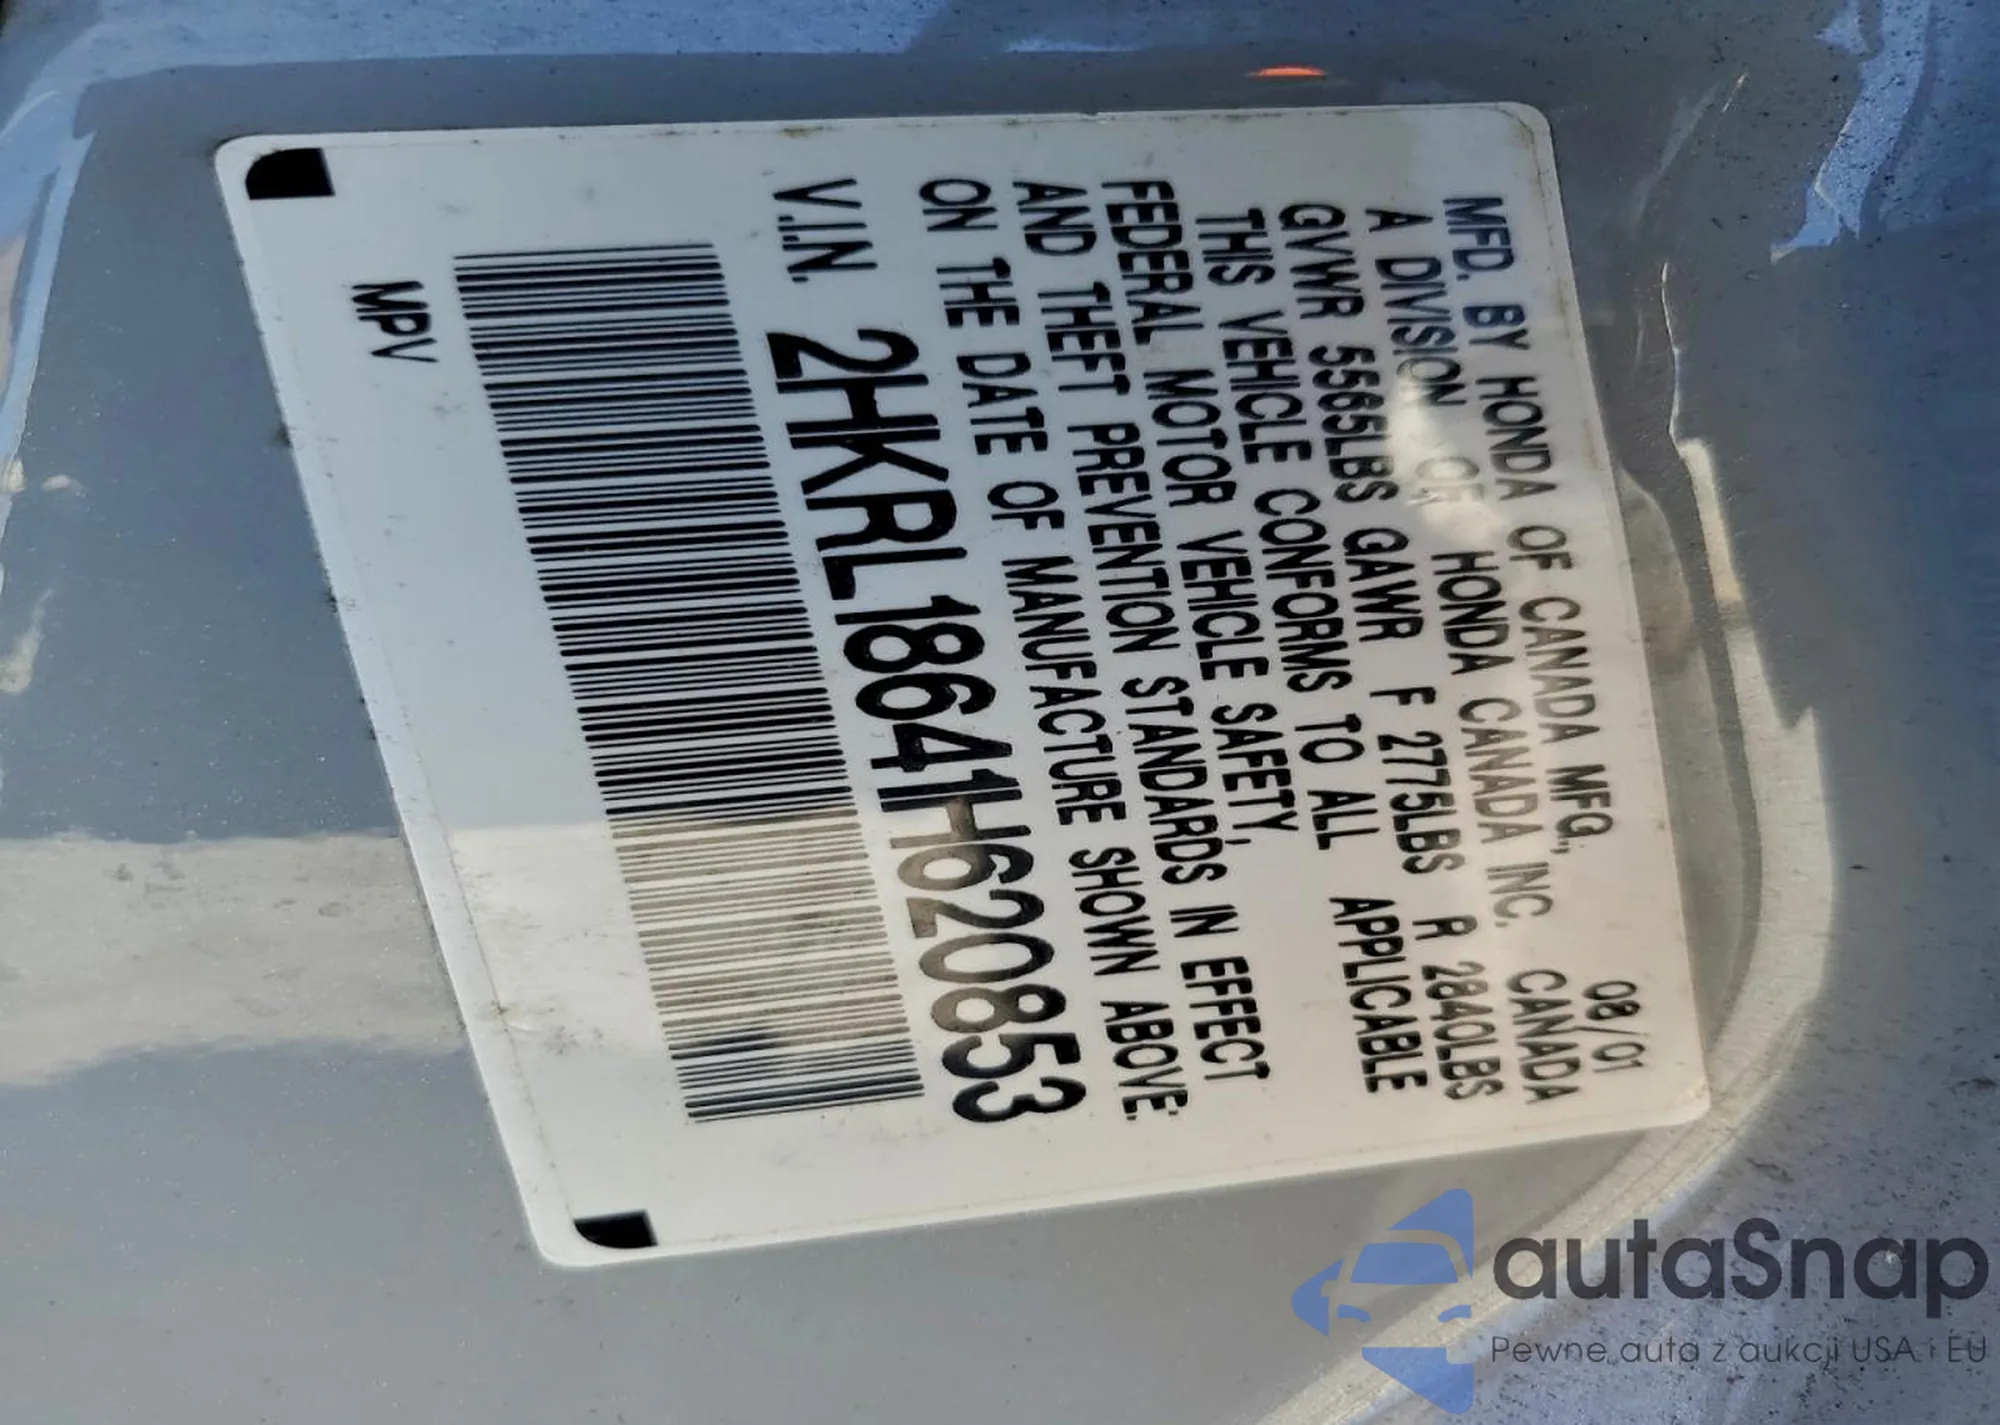 MFD. BY HONDA OF CANADA MFG., 08/01
A DIVISION OF HONDA CANADA INC. CANADA
GVWR 5565LBS GAWR F 2775LBS R 2840LBS
THIS VEHICLE CONFORMS TO ALL APPLICABLE
FEDERAL MOTOR VEHICLE SAFETY,
AND THEFT PREVENTION STANDARDS IN EFFECT
ON THE DATE OF MANUFACTURE SHOWN ABOVE.
V.I.N. 2HKRL18641H620853
MPV
autaSnap
Pewne auta z aukcji USA i EU